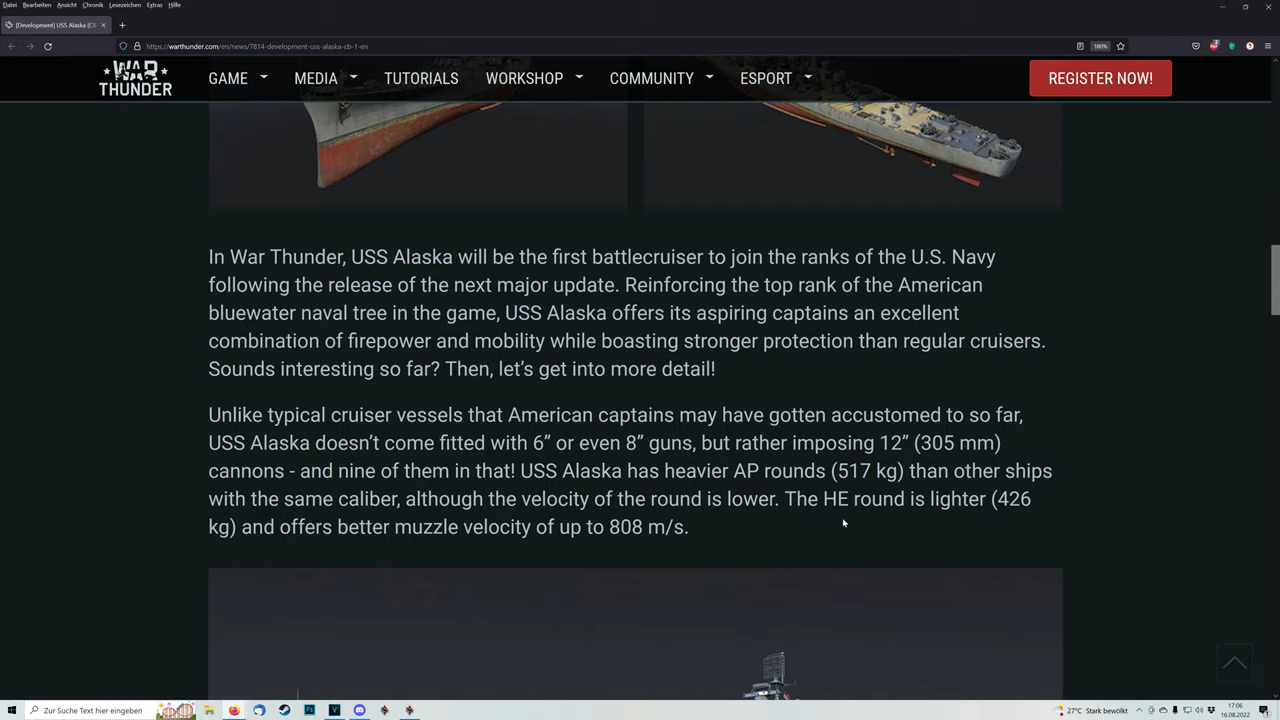 Datei Bearbeiten Ansicht Chronik Lesezeichen Extras Hilfe
[Development] USS Alaska (CB
https://warthunder.com/en/news/7814-development-uss-alaska-cb-1-en
180%
WAR THUNDER
GAME MEDIA TUTORIALS WORKSHOP COMMUNITY ESPORT REGISTER NOW!
In War Thunder, USS Alaska will be the first battlecruiser to join the ranks of the U.S. Navy
following the release of the next major update. Reinforcing the top rank of the American
bluewater naval tree in the game, USS Alaska offers its aspiring captains an excellent
combination of firepower and mobility while boasting stronger protection than regular cruisers.
Sounds interesting so far? Then, let’s get into more detail!
Unlike typical cruiser vessels that American captains may have gotten accustomed to so far,
USS Alaska doesn’t come fitted with 6” or even 8” guns, but rather imposing 12” (305 mm)
cannons - and nine of them in that! USS Alaska has heavier AP rounds (517 kg) than other ships
with the same caliber, although the velocity of the round is lower. The HE round is lighter (426
kg) and offers better muzzle velocity of up to 808 m/s.
Zur Suche Text hier eingeben
Ps
V
27°C Stark bewölkt
17:06
16.08.2022